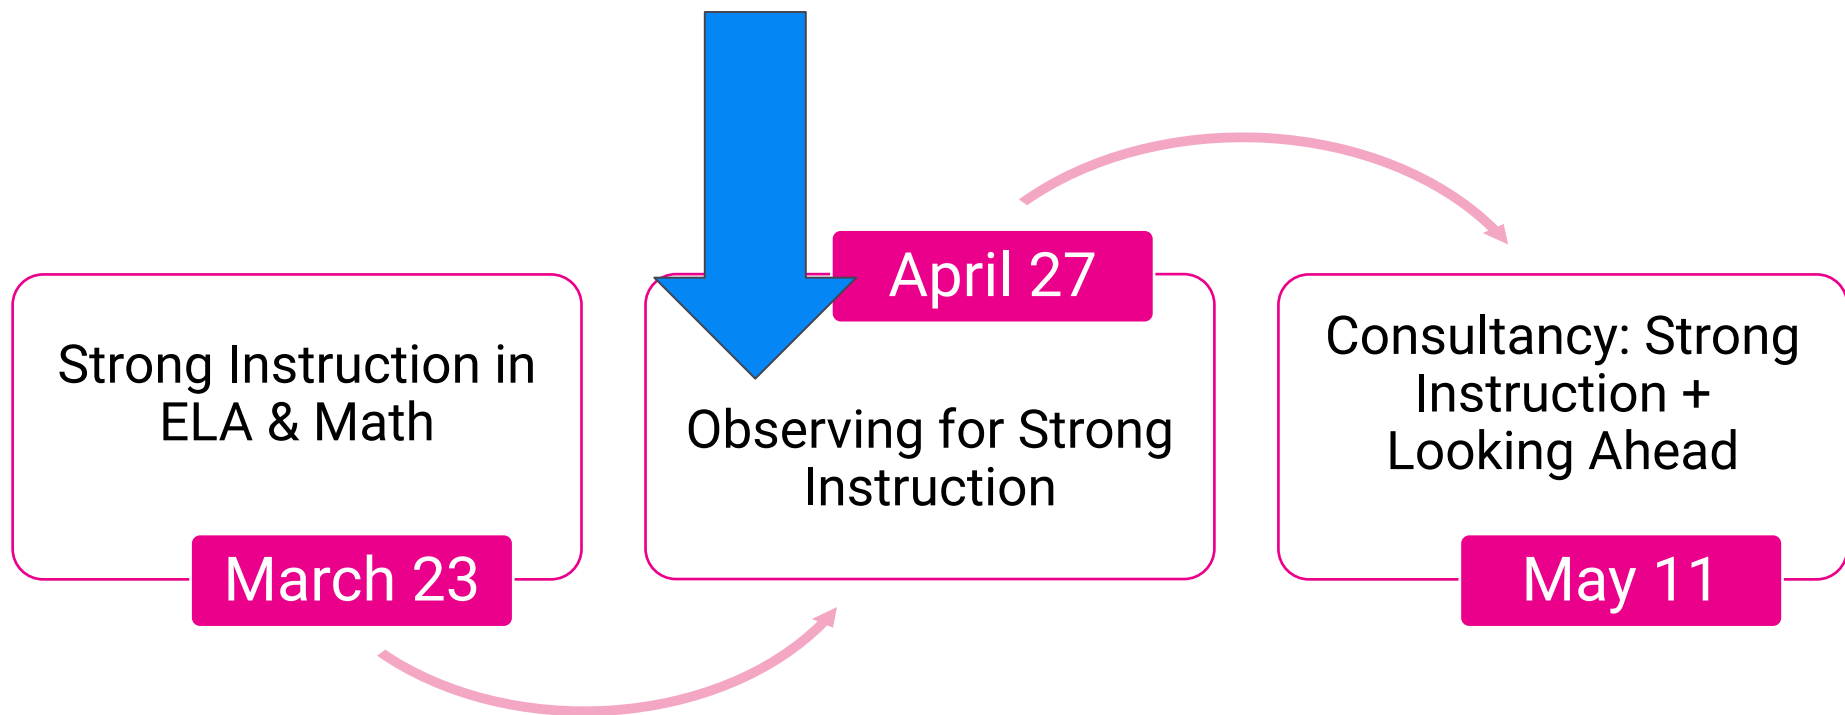 Strong Instruction in
ELA & Math
March 23
April 27
Observing for Strong
Instruction
Consultancy: Strong
Instruction +
Looking Ahead
May 11